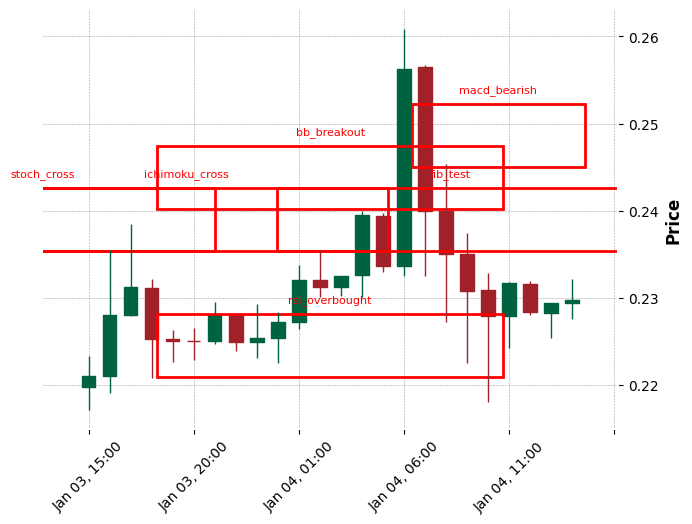 0.26
macd_bearish
0.25
bb_breakout
stoch_cross
ichimoku_cross
fib_test
0.24
Price
0.23
rsi_overbought
0.22
Jan 03, 15:00
Jan 03, 20:00
Jan 04, 01:00
Jan 04, 06:00
Jan 04, 11:00